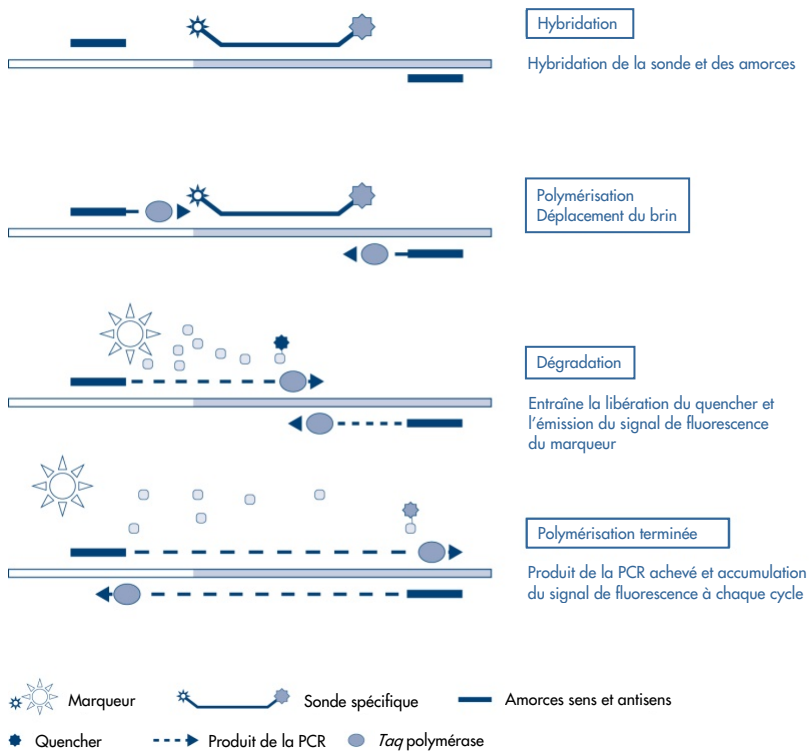 Hybridation
Hybridation de la sonde et des amorces
Polymérisation
Déplacement du brin
Dégradation
Entraîne la libération du quencher et
l'émission du signal de fluorescence
du marqueur
Polymérisation terminée
Produit de la PCR achevé et accumulation
du signal de fluorescence à chaque cycle
Marqueur
Sonde spécifique
Amorces sens et antisens
Quencher
Produit de la PCR
Taq polymérase